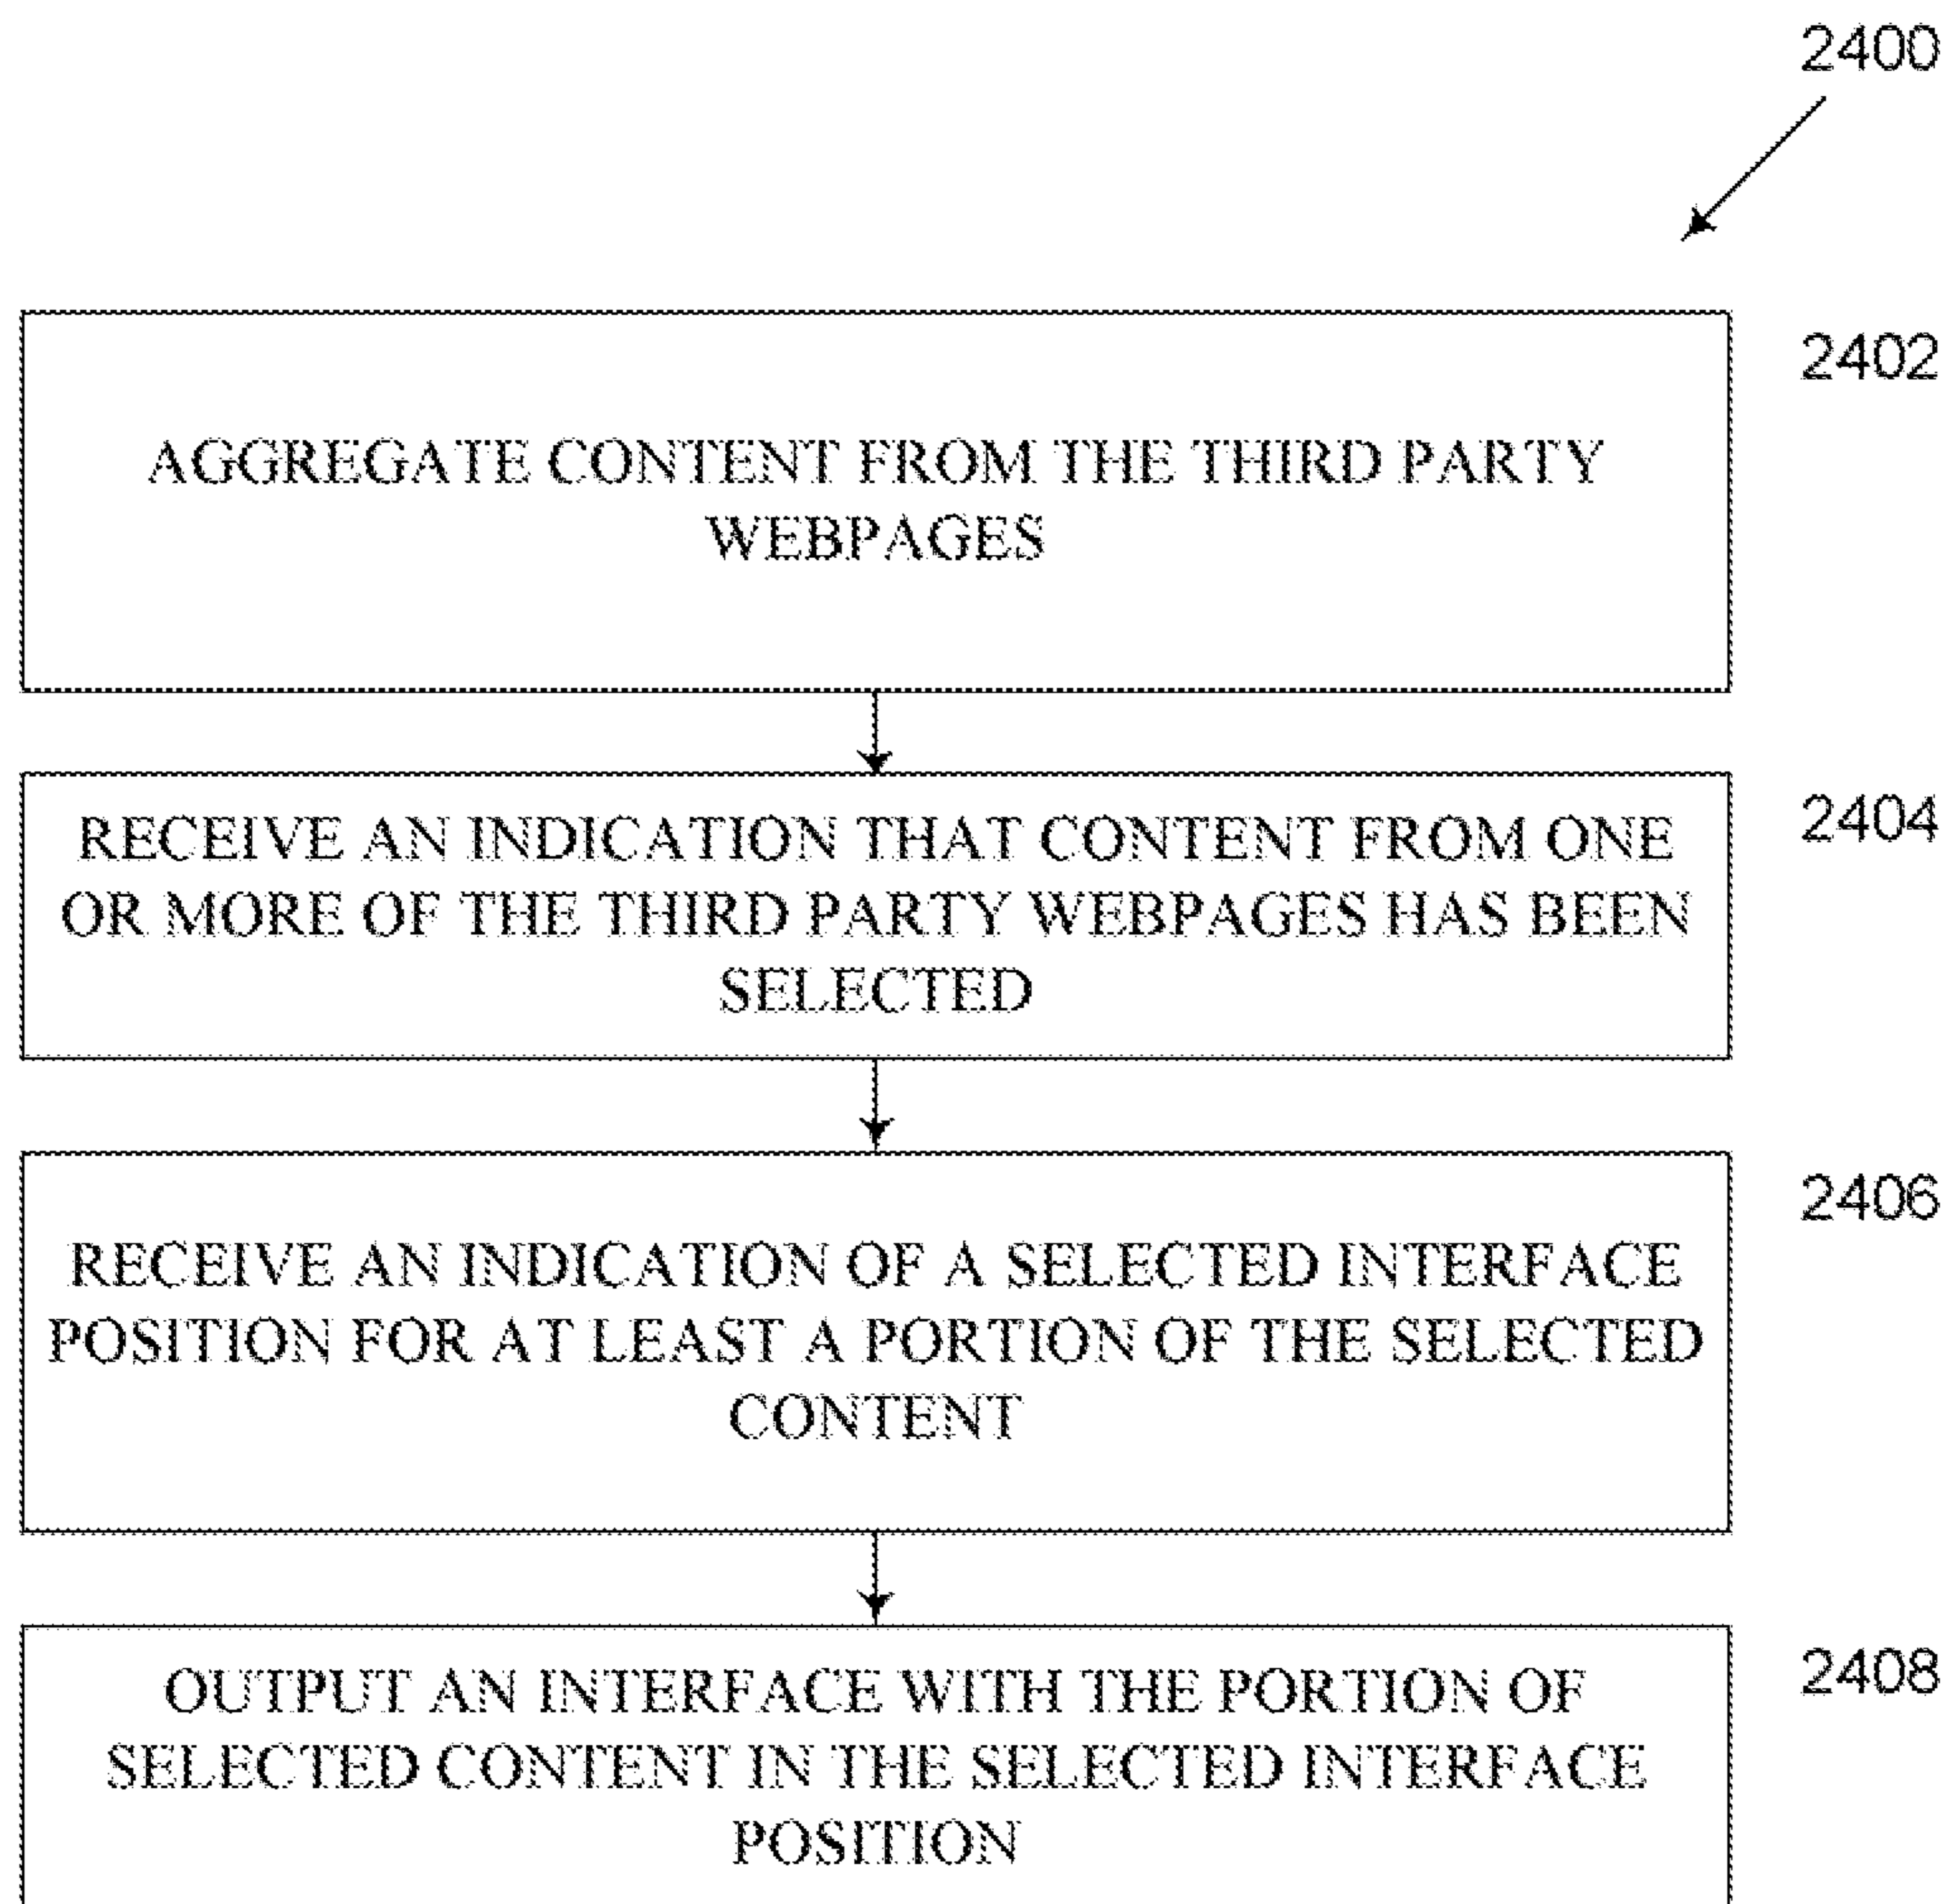 2400
2402
AGGREGATE CONTENT FROM THE THIRD PARTY
WEBPAGES
2404
RECEIVE AN INDICATION THAT CONTENT FROM ONE
OR MORE OF THE THIRD PARTY WEBPAGES HAS BEEN
SELECTED
2406
RECEIVE AN INDICATION OF A SELECTED INTERFACE
POSITION FOR AT LEAST A PORTION OF THE SELECTED
CONTENT
2408
OUTPUT AN INTERFACE WITH THE PORTION OF
SELECTED CONTENT IN THE SELECTED INTERFACE
POSITION